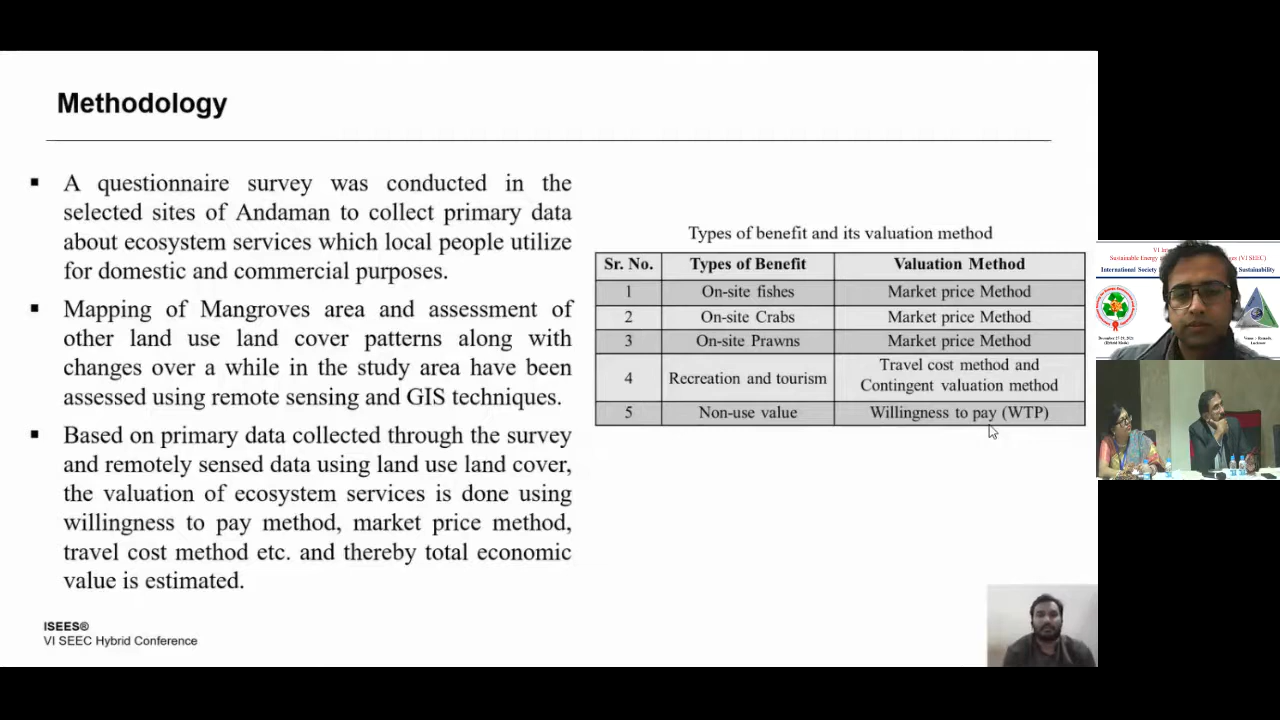 Methodology
A questionnaire survey was conducted in the
selected sites of Andaman to collect primary data
about ecosystem services which local people utilize
for domestic and commercial purposes.
Mapping of Mangroves area and assessment of
other land use land cover patterns along with
changes over a while in the study area have been
assessed using remote sensing and GIS techniques.
Based on primary data collected through the survey
and remotely sensed data using land use land cover,
the valuation of ecosystem services is done using
willingness to pay method, market price method,
travel cost method etc. and thereby total economic
value is estimated.
Types of benefit and its valuation method
Sr. No. Types of Benefit Valuation Method
1 On-site fishes Market price Method
2 On-site Crabs Market price Method
3 On-site Prawns Market price Method
4 Recreation and tourism Travel cost method and
Contingent valuation method
5 Non-use value Willingness to pay (WTP)
ISEES®
VI SEEC Hybrid Conference
VI
Sustainable Energy
(VI SEEC)
International Society
Sustainability